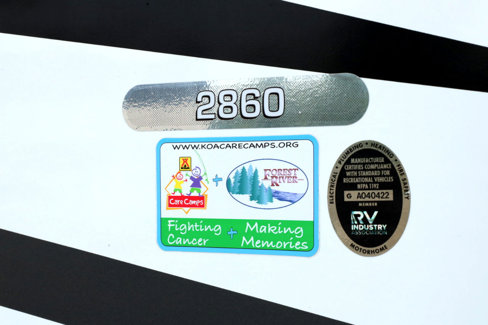 2860
WWW.KOACARECAMPS.ORG
Care Camps
+
FOREST
RIVER
Fighting
Cancer
+
Making
Memories
ELECTRICAL • PLUMBING • HEATING • FIRE SAFETY
MANUFACTURER
CERTIFIES COMPLIANCE
WITH STANDARD FOR
RECREATIONAL VEHICLES
NFPA 1192
G A040422
MEMBER
RV
INDUSTRY
ASSOCIATION
MOTORHOME